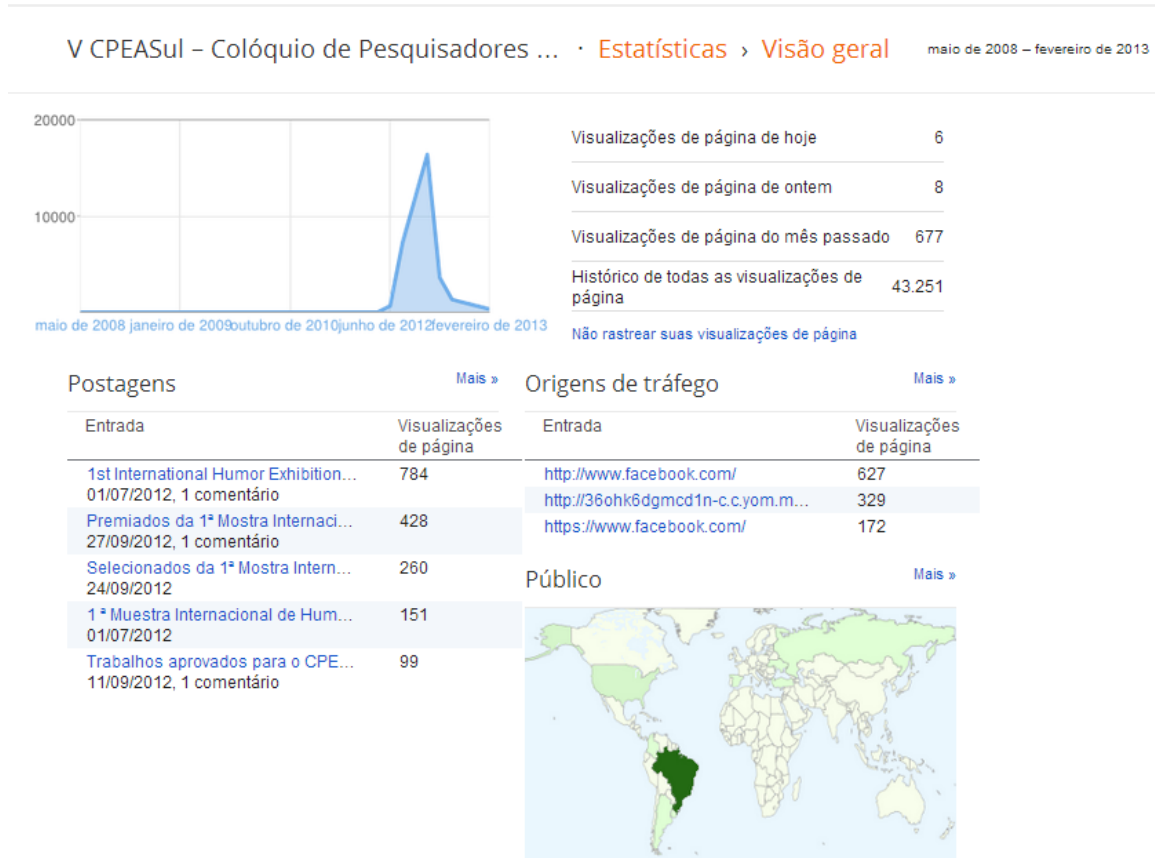 V CPEASul – Colóquio de Pesquisadores ... · Estatísticas › Visão geral maio de 2008 – fevereiro de 2013
20000
10000
maio de 2008 janeiro de 2009 outubro de 2010 junho de 2012 fevereiro de 2013
Visualizações de página de hoje 6
Visualizações de página de ontem 8
Visualizações de página do mês passado 677
Histórico de todas as visualizações de
página 43.251
Não rastrear suas visualizações de página
Postagens Mais »
Entrada Visualizações
de página
1st International Humor Exhibition... 784
01/07/2012, 1 comentário
Premiados da 1ª Mostra Internaci... 428
27/09/2012, 1 comentário
Selecionados da 1ª Mostra Intern... 260
24/09/2012
1 ª Muestra Internacional de Hum... 151
01/07/2012
Trabalhos aprovados para o CPE... 99
11/09/2012, 1 comentário
Origens de tráfego Mais »
Entrada Visualizações
de página
http://www.facebook.com/ 627
http://36ohk6dgmcd1n-c.c.yom.m... 329
https://www.facebook.com/ 172
Público Mais »